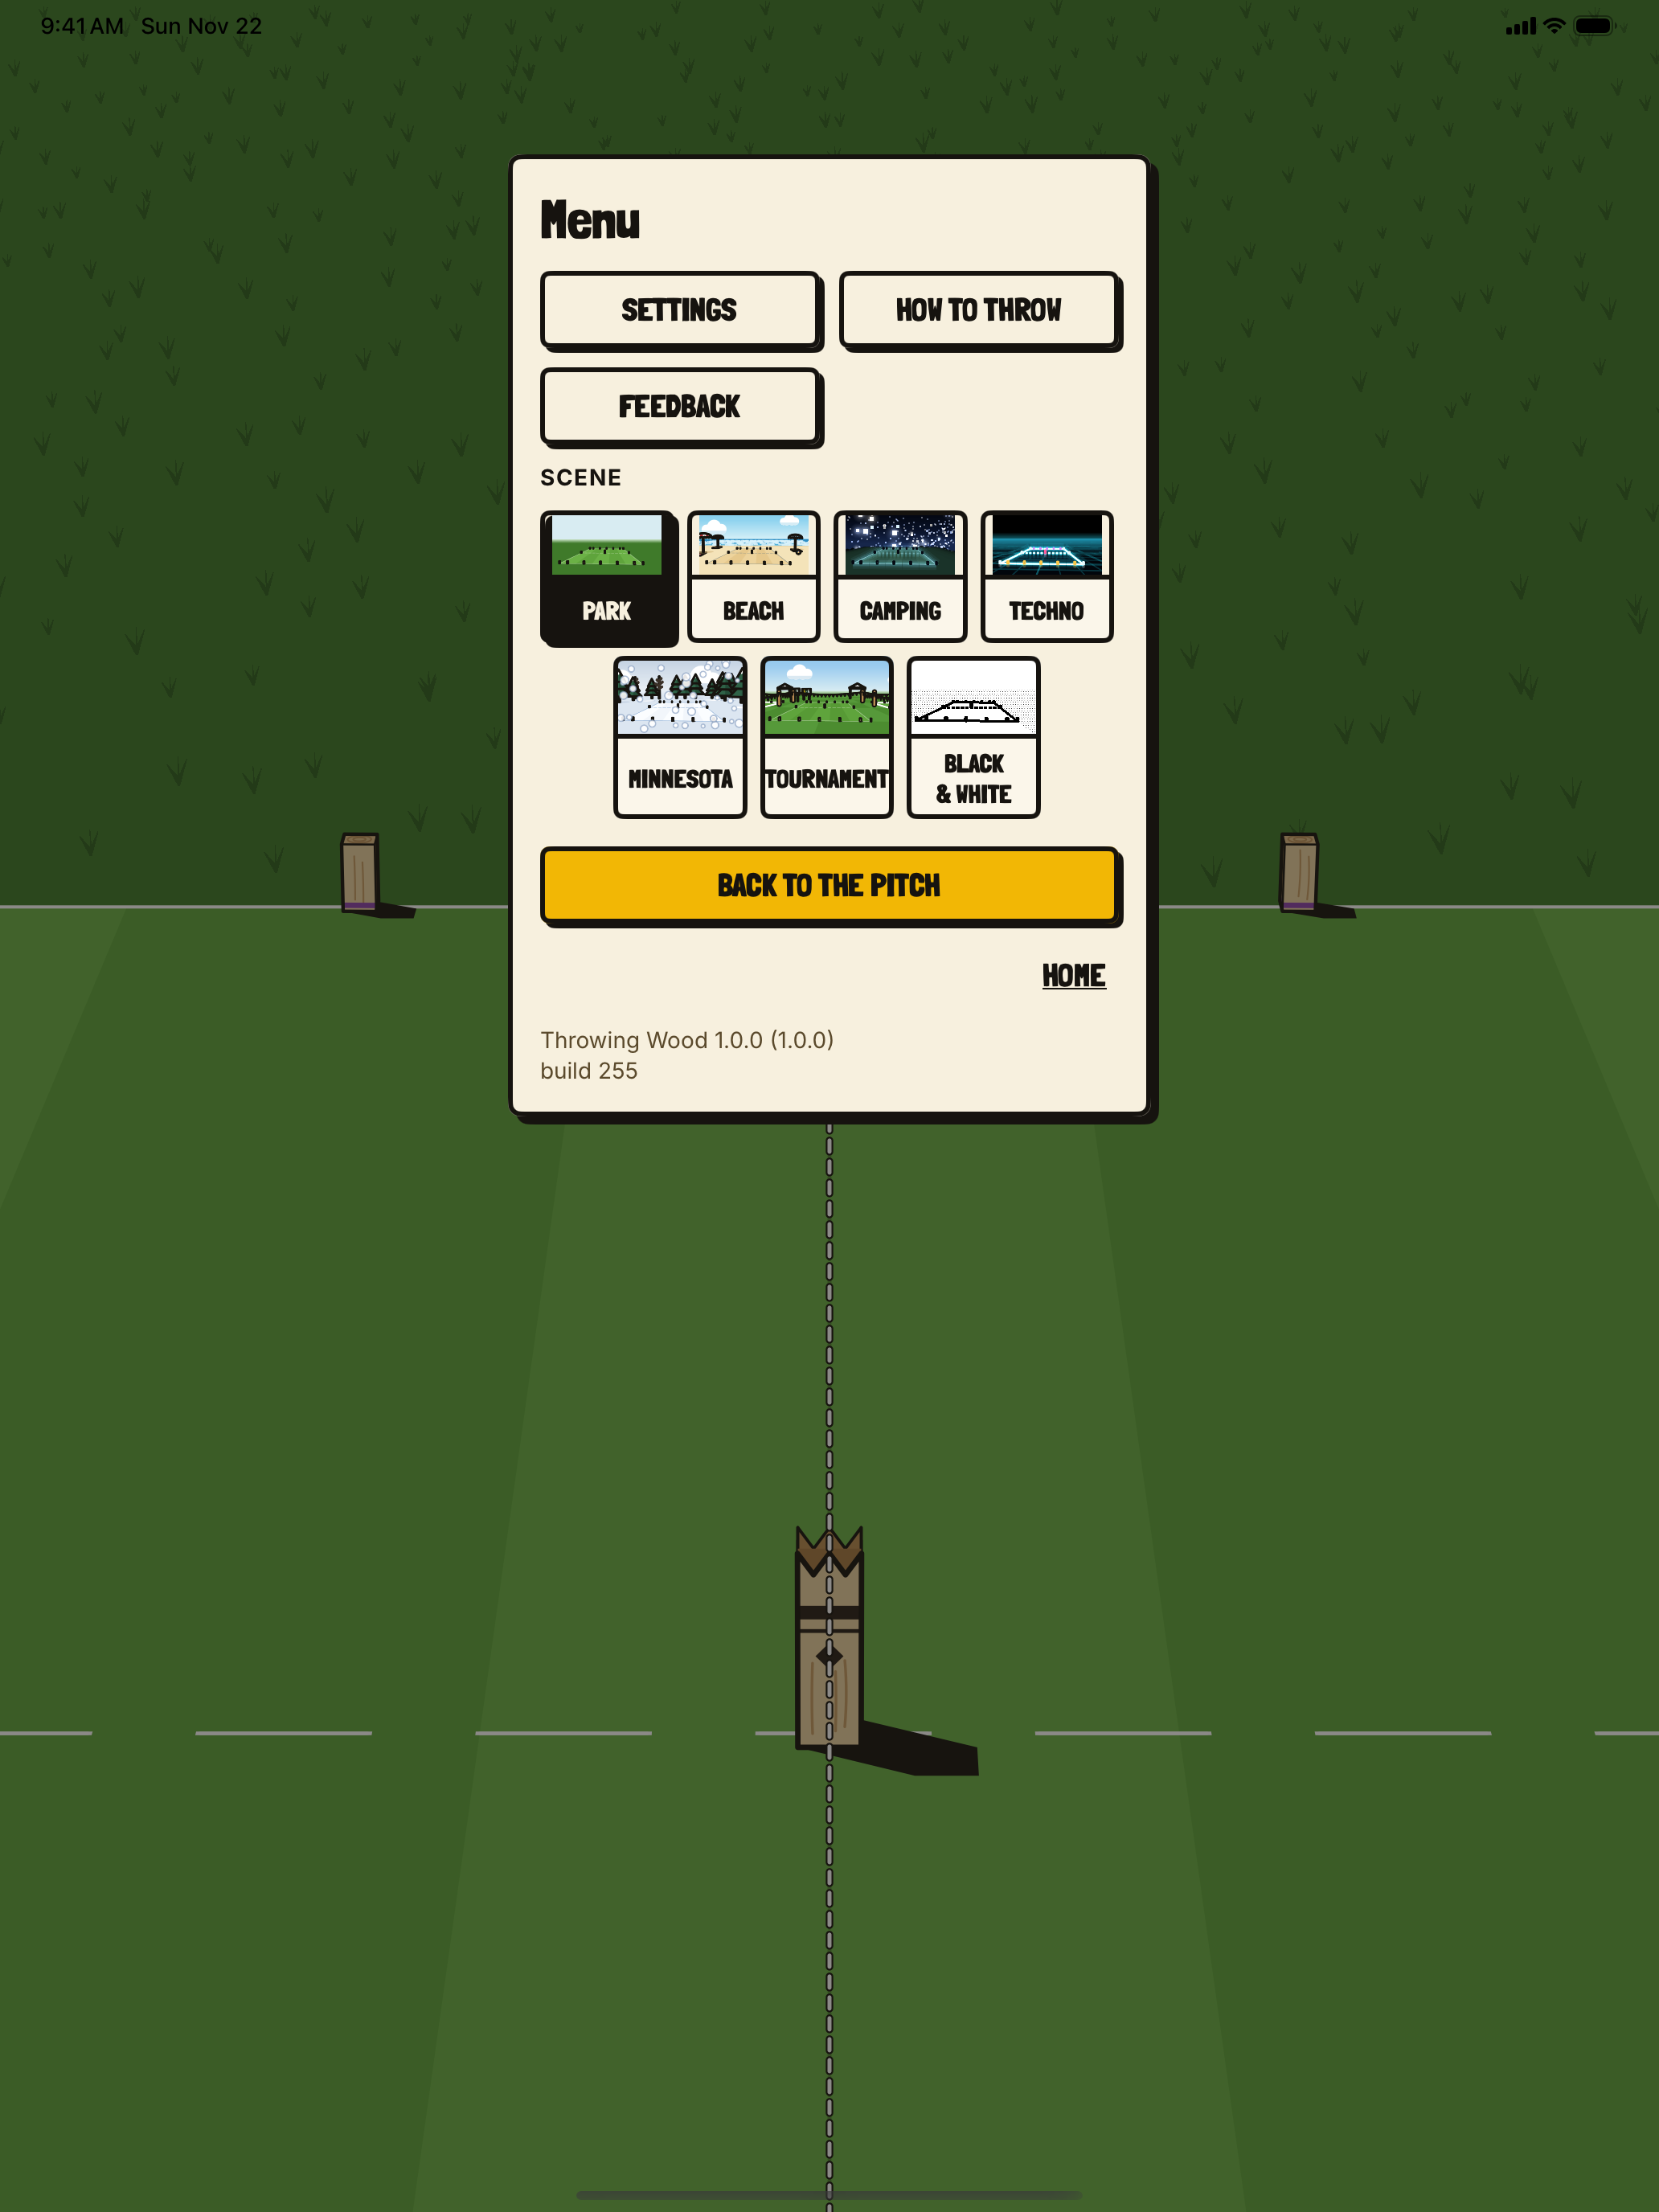 9:41 AM Sun Nov 22
Menu
SETTINGS HOW TO THROW
FEEDBACK
SCENE
PARK BEACH CAMPING TECHNO
MINNESOTA TOURNAMENT BLACK
& WHITE
BACK TO THE PITCH
HOME
Throwing Wood 1.0.0 (1.0.0)
build 255